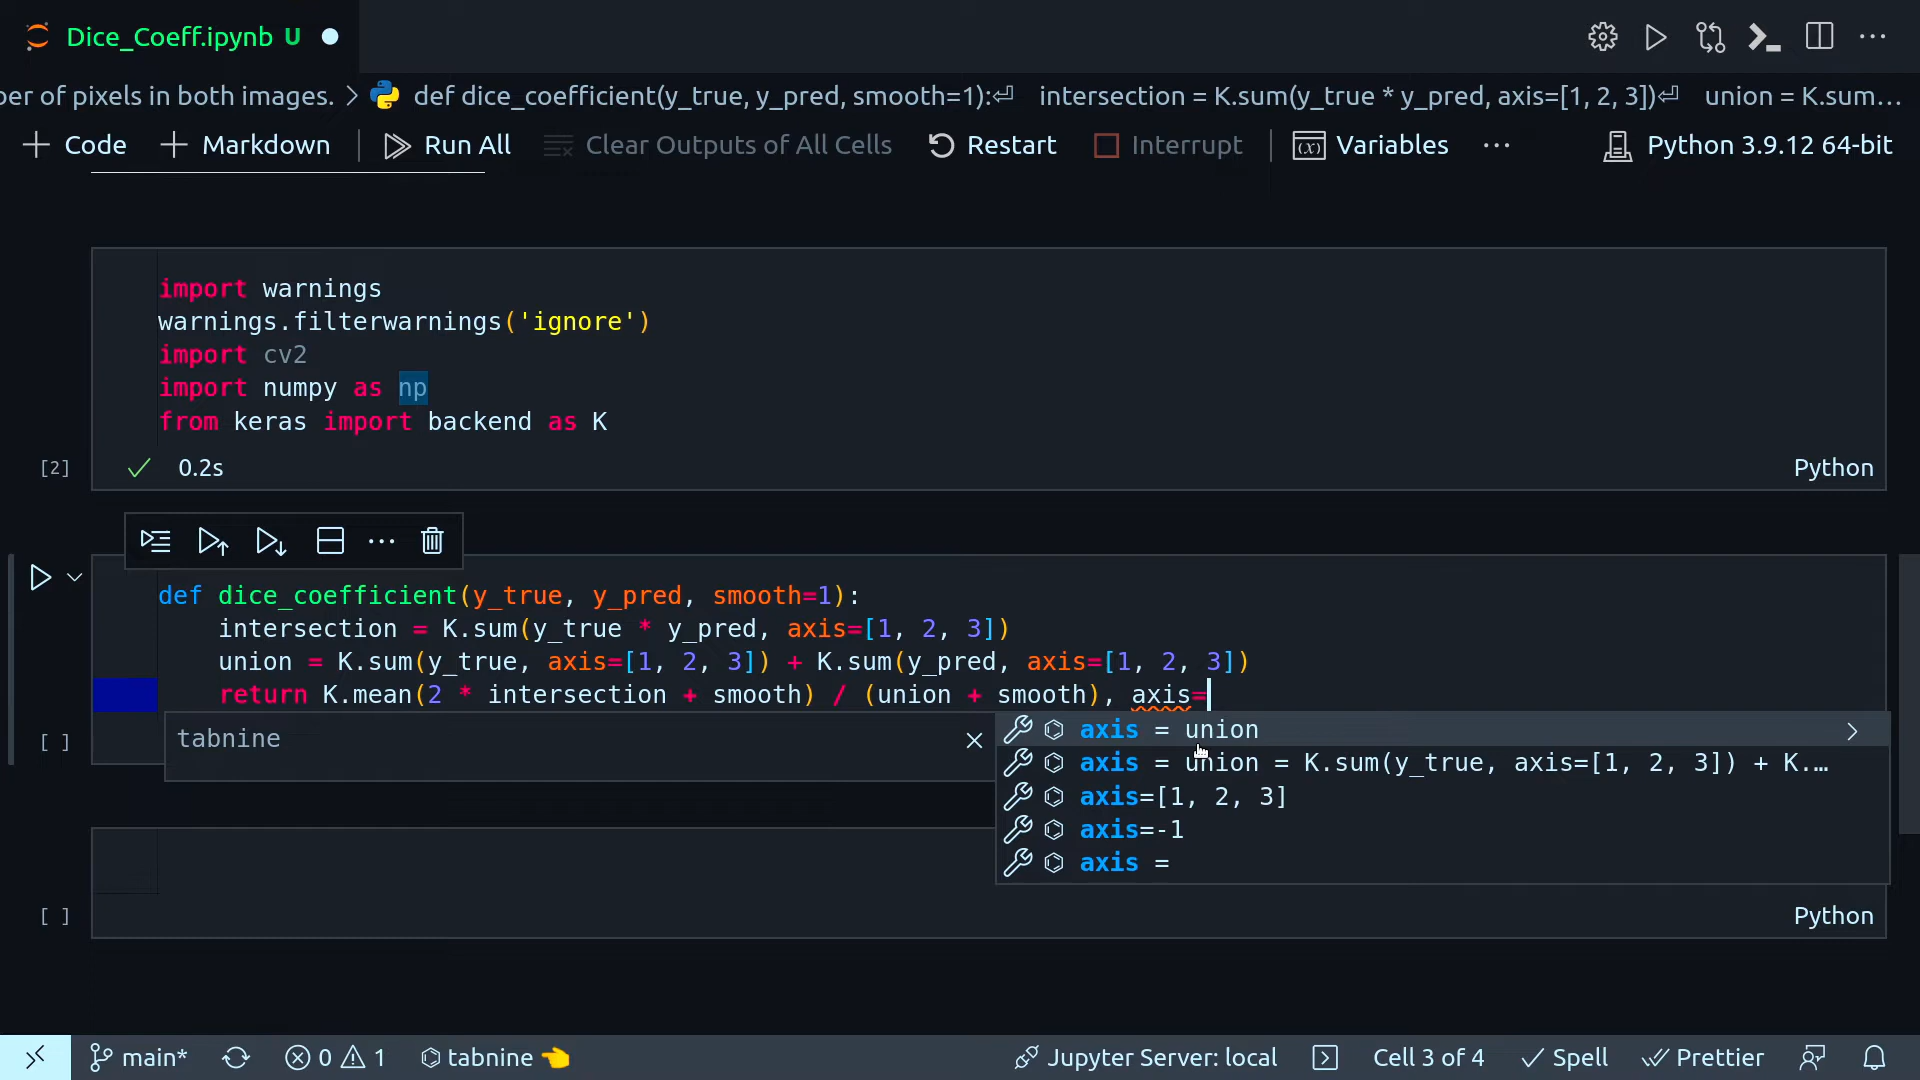 Dice_Coeff.ipynb U
ber of pixels in both images. > def dice_coefficient(y_true, y_pred, smooth=1):⏎ intersection = K.sum(y_true * y_pred, axis=[1, 2, 3])⏎ union = K.sum…
Code Markdown Run All Clear Outputs of All Cells Restart Interrupt Variables ··· Python 3.9.12 64-bit
import warnings
warnings.filterwarnings('ignore')
import cv2
import numpy as np
from keras import backend as K
[2] 0.2s Python
def dice_coefficient(y_true, y_pred, smooth=1):
intersection = K.sum(y_true * y_pred, axis=[1, 2, 3])
union = K.sum(y_true, axis=[1, 2, 3]) + K.sum(y_pred, axis=[1, 2, 3])
return K.mean(2 * intersection + smooth) / (union + smooth), axis=
[ ]
tabnine
axis = union
axis = union = K.sum(y_true, axis=[1, 2, 3]) + K.…
axis=[1, 2, 3]
axis=-1
axis =
[ ] Python
main* 0 1 tabnine Jupyter Server: local Cell 3 of 4 Spell Prettier